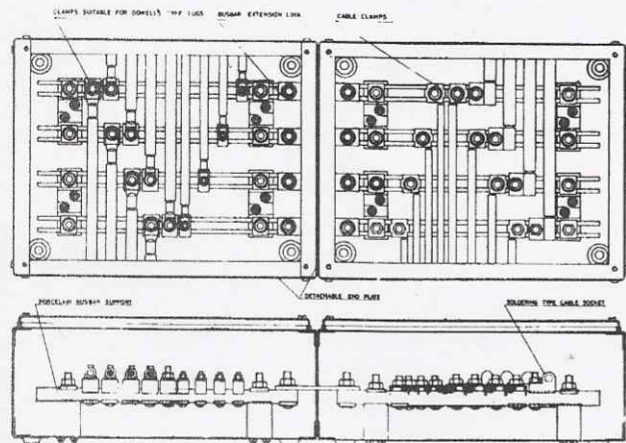 CLAMPS SUITABLE FOR DOWELLS TYPE LUGS
BUSBAR EXTENSION LINK
CABLE CLAMPS
DETACHABLE END PLATE
PORCELAIN BUSBAR SUPPORT
SOLDERING TYPE CABLE SOCKET